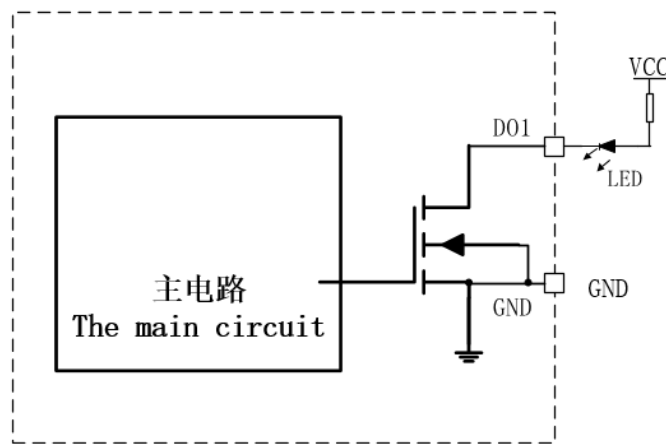 VCC
DO1
LED
主电路
The main circuit
GND
GND